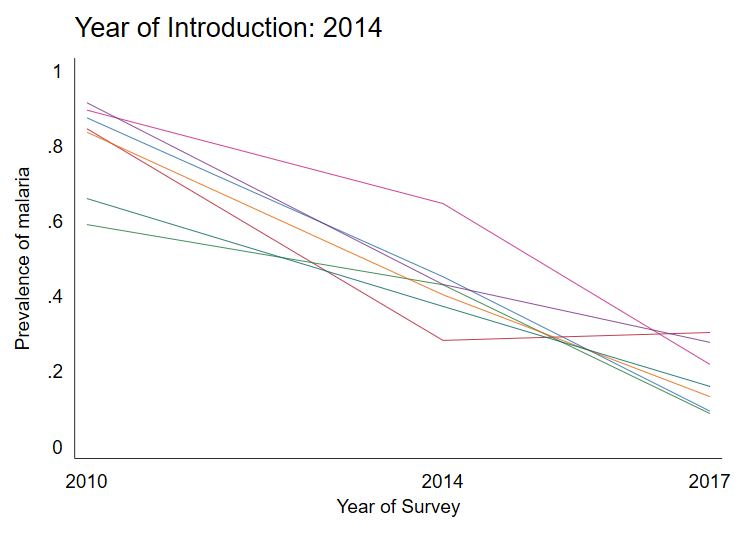 Year of Introduction: 2014
Prevalence of malaria
1
.8
.6
.4
.2
0
2010 2014 2017
Year of Survey